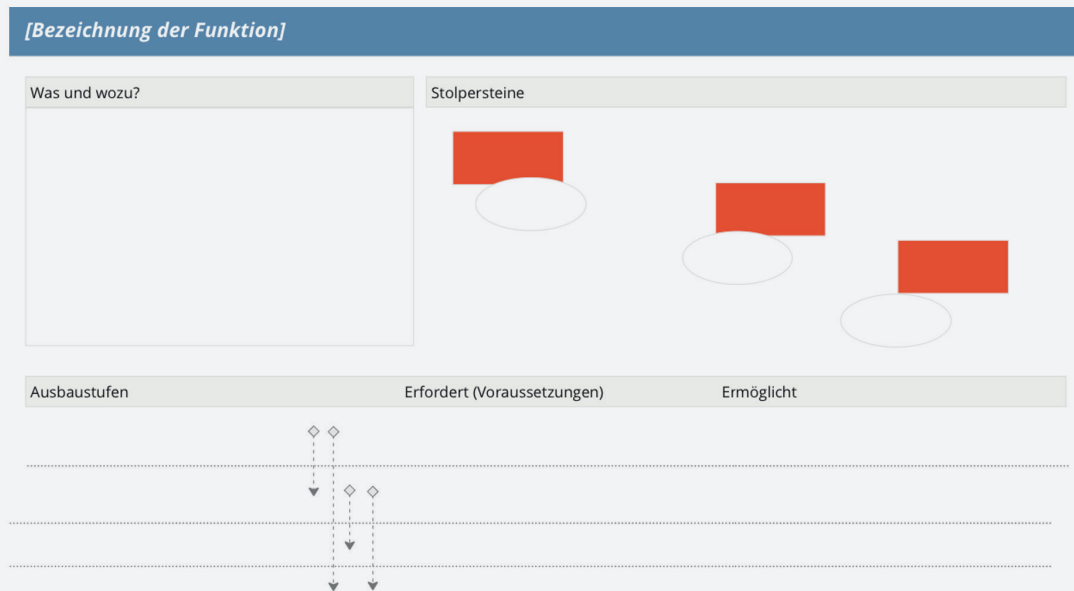 [Bezeichnung der Funktion]
Was und wozu?
Stolpersteine
Ausbaustufen
Erfordert (Voraussetzungen)
Ermöglicht